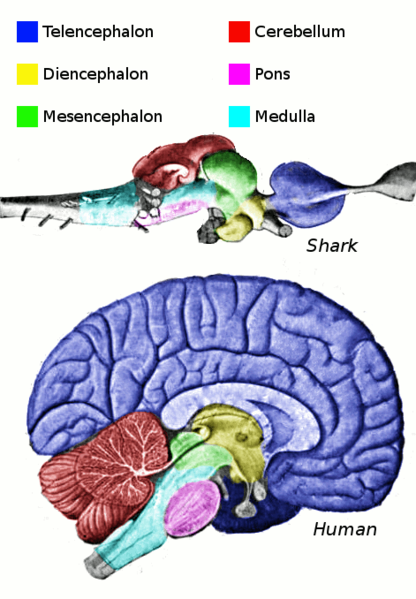 Telencephalon
Cerebellum
Diencephalon
Pons
Mesencephalon
Medulla
Shark
Human